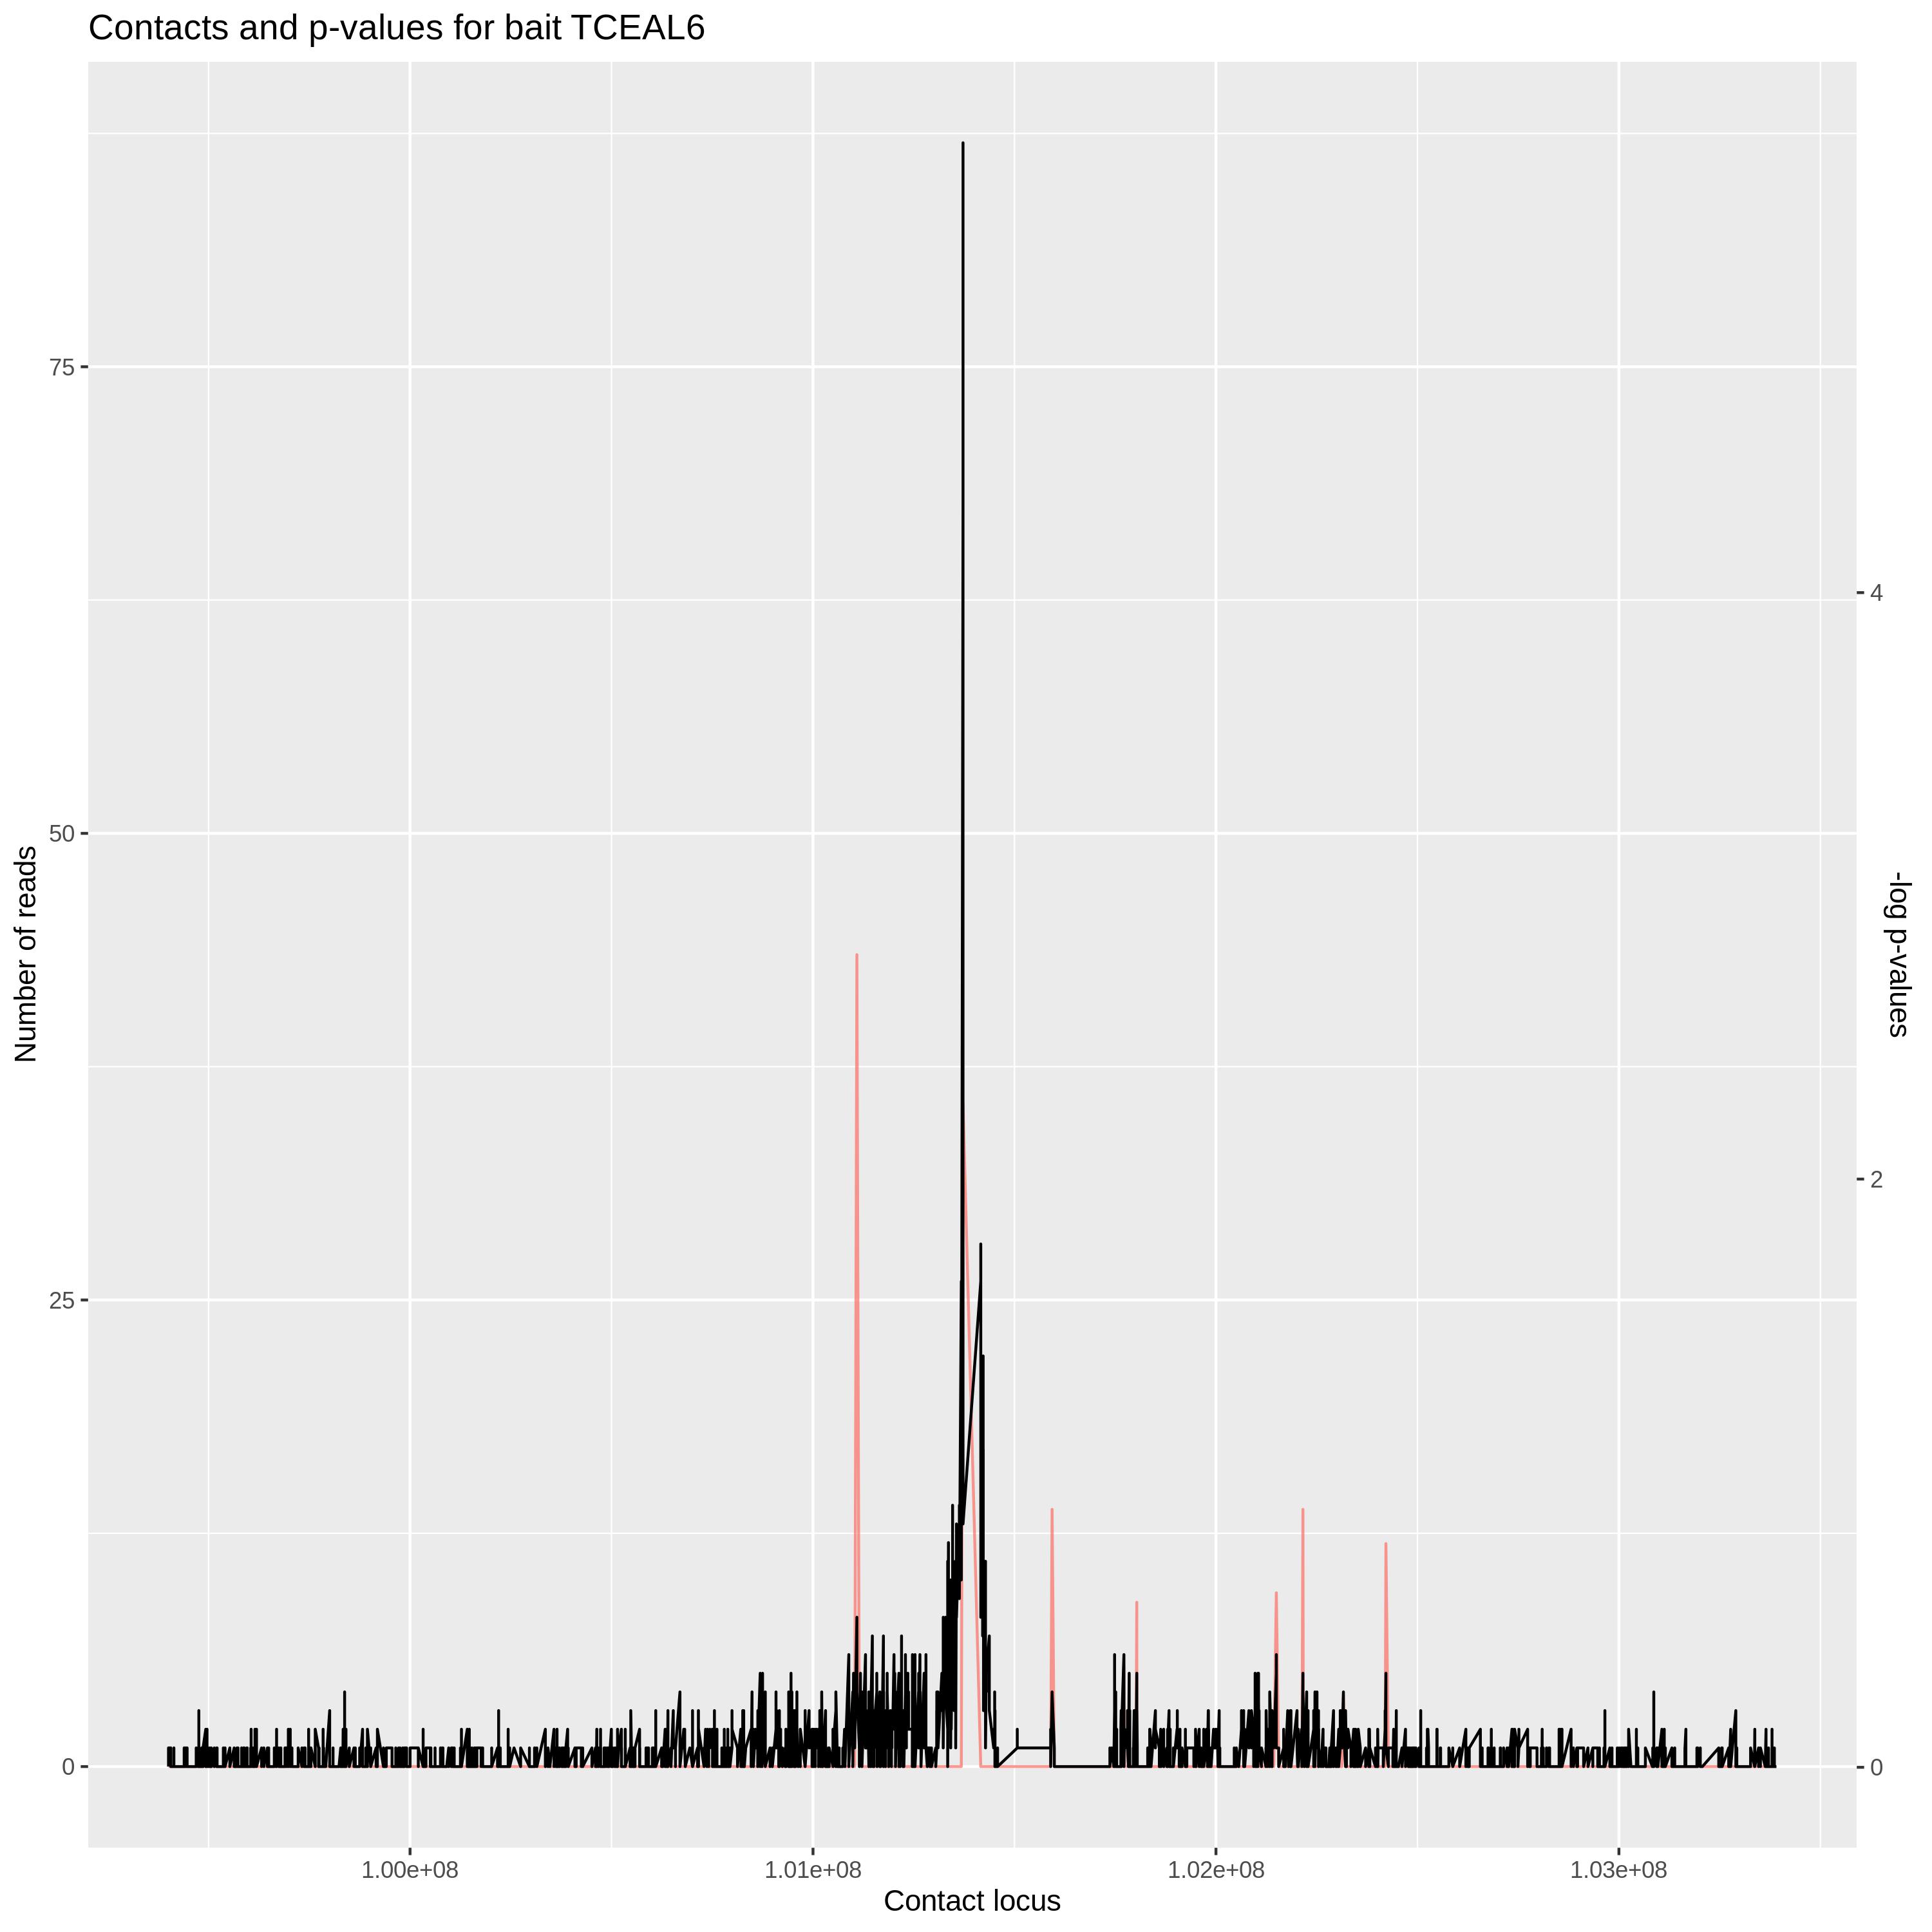 Contacts and p-values for bait TCEAL6
Number of reads
75
50
25
0
4
2
0
-log p-values
1.00e+08
1.01e+08
1.02e+08
1.03e+08
Contact locus